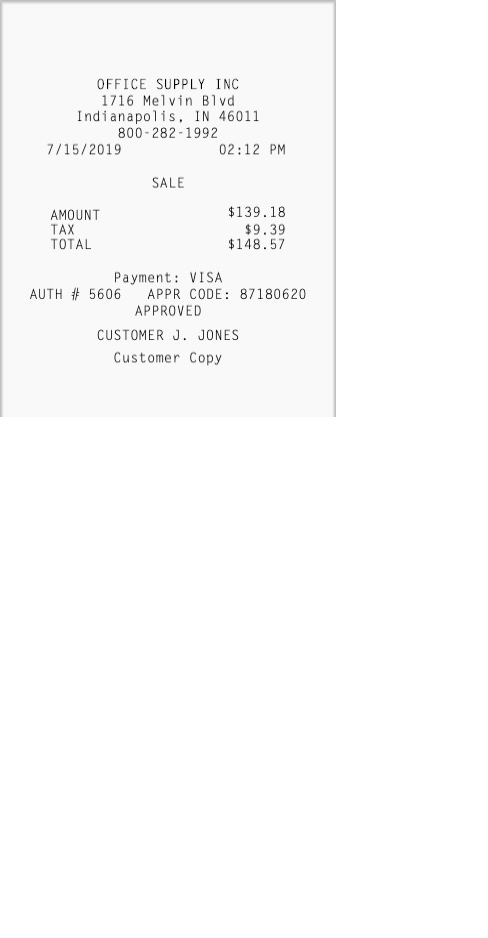 OFFICE SUPPLY INC
1716 Melvin Blvd
Indianapolis, IN 46011
800-282-1992
7/15/2019 02:12 PM
SALE
AMOUNT $139.18
TAX $9.39
TOTAL $148.57
Payment: VISA
AUTH # 5606 APPR CODE: 87180620
APPROVED
CUSTOMER J. JONES
Customer Copy